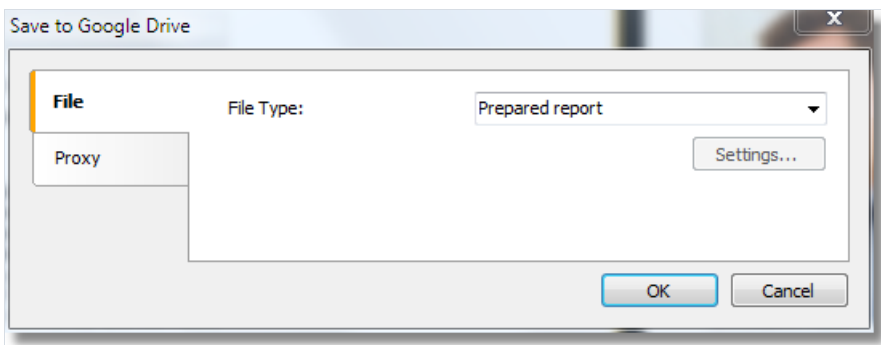 Save to Google Drive
X
File
File Type:
Prepared report
Proxy
Settings...
OK
Cancel